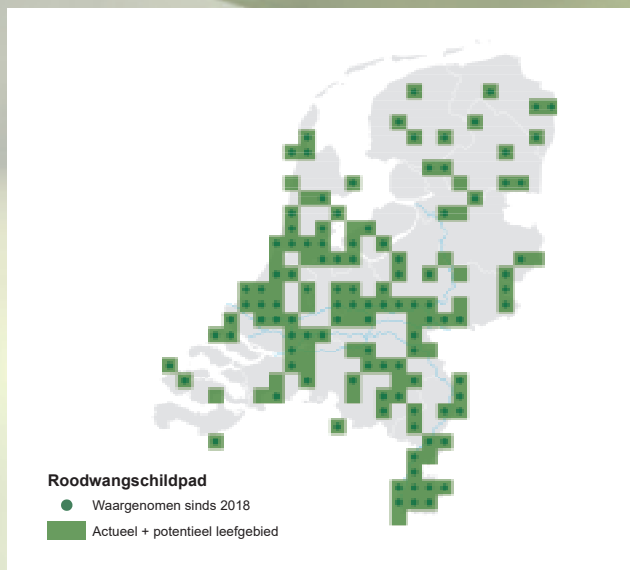 Roodwangschildpad
Waargenomen sinds 2018
Actueel + potentieel leefgebied